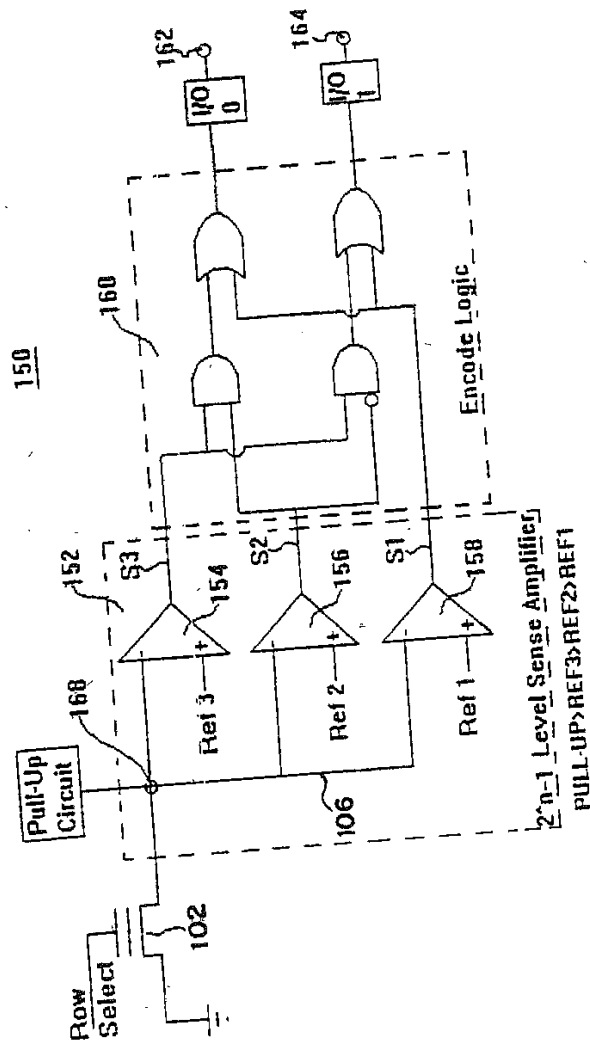 150
Pull-Up
Circuit
168
152
160
162
164
I/O
0
I/O
1
S3
S2
S1
154
156
158
-
+
-
+
-
+
Ref 3
Ref 2
Ref 1
Row
Select
102
106
Encode Logic
2^n-1 Level Sense Amplifier
PULL-UP>REF3>REF2>REF1